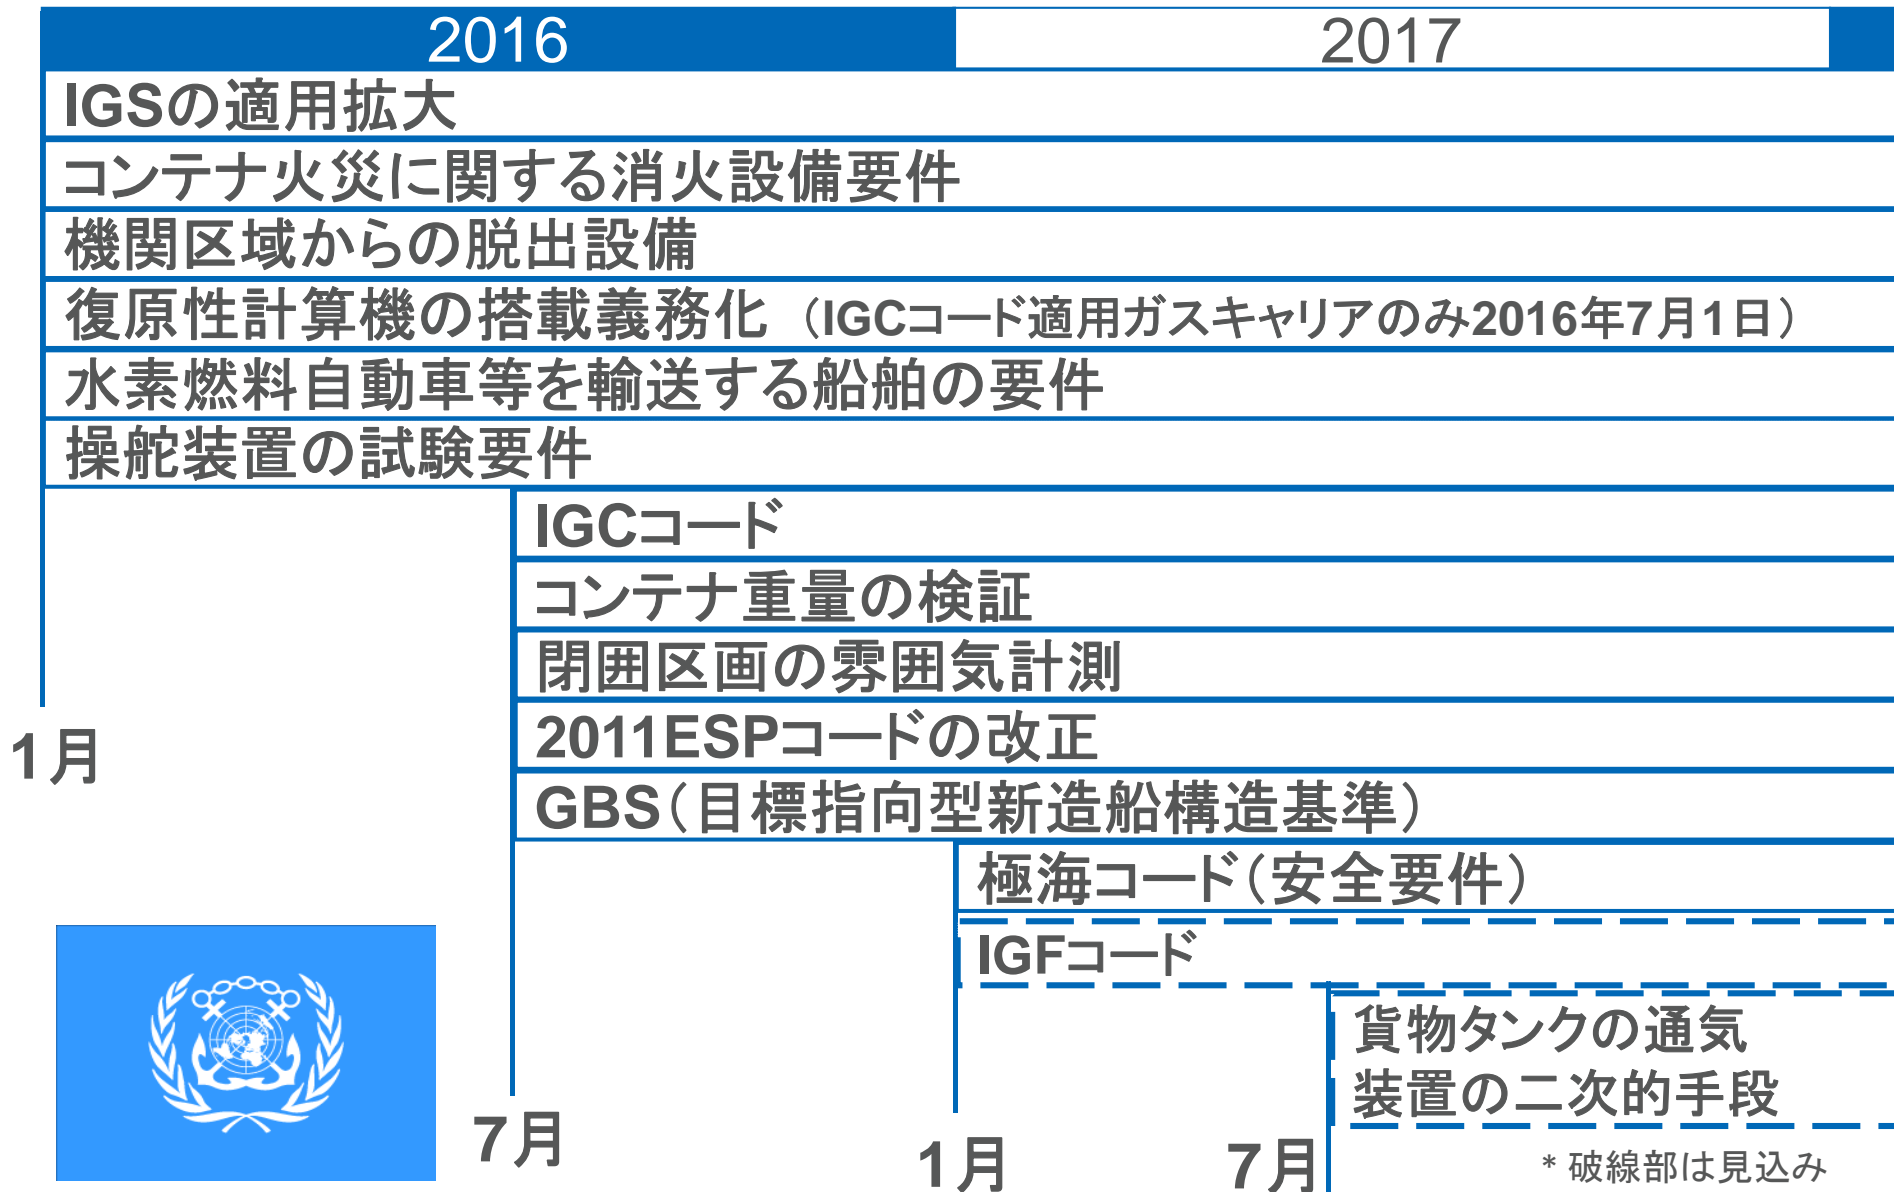 2016 2017
IGSの適用拡大
コンテナ火災に関する消火設備要件
機関区域からの脱出設備
復原性計算機の搭載義務化 （IGCコード適用ガスキャリアのみ2016年7月1日）
水素燃料自動車等を輸送する船舶の要件
操舵装置の試験要件
IGCコード
コンテナ重量の検証
閉囲区画の雰囲気計測
2011ESPコードの改正
1月
GBS（目標指向型新造船構造基準）
極海コード（安全要件）
IGFコード
貨物タンクの通気
装置の二次的手段
7月
1月
7月
* 破線部は見込み